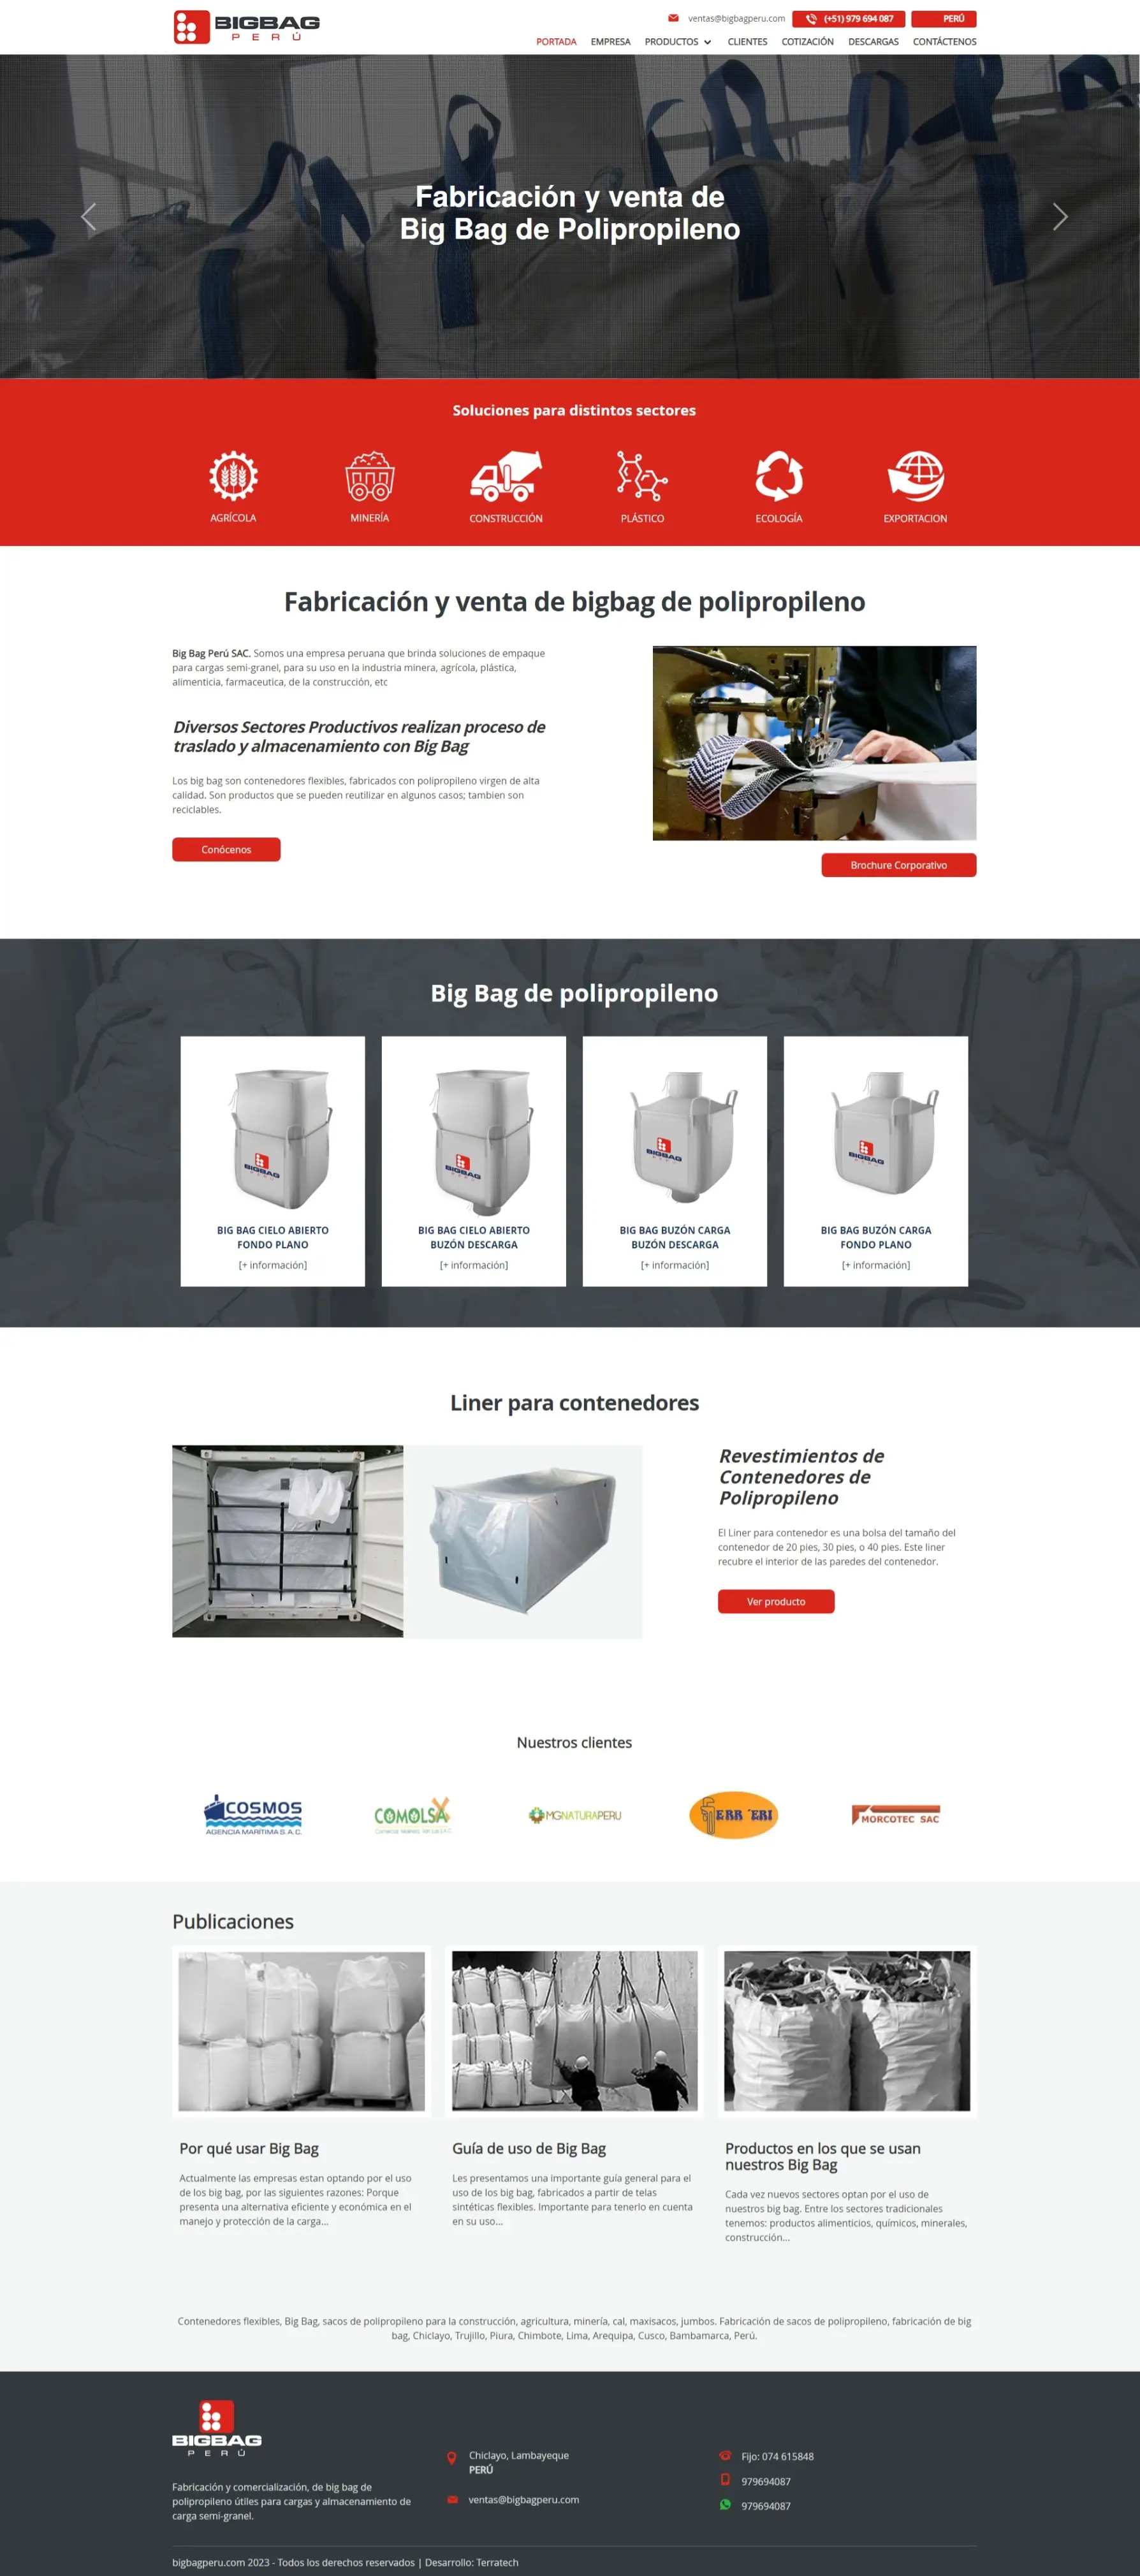 BIGBAG
PERÚ
ventas@bigbagperu.com
(+51) 979 694 087
PERÚ
PORTADA EMPRESA PRODUCTOS CLIENTES COTIZACIÓN DESCARGAS CONTÁCTENOS
Fabricación y venta de
Big Bag de Polipropileno
Soluciones para distintos sectores
AGRÍCOLA MINERÍA CONSTRUCCIÓN PLÁSTICO ECOLOGÍA EXPORTACION
Fabricación y venta de bigbag de polipropileno
Big Bag Perú SAC. Somos una empresa peruana que brinda soluciones de empaque
para cargas semi-granel, para su uso en la industria minera, agrícola, plástica,
alimenticia, farmaceutica, de la construcción, etc
Diversos Sectores Productivos realizan proceso de
traslado y almacenamiento con Big Bag
Los big bag son contenedores flexibles, fabricados con polipropileno virgen de alta
calidad. Son productos que se pueden reutilizar en algunos casos; tambien son
reciclables.
Conócenos
Brochure Corporativo
Big Bag de polipropileno
BIGBAG
BIGBAG
BIGBAG
BIGBAG
BIG BAG CIELO ABIERTO
FONDO PLANO
[+ información]
BIG BAG CIELO ABIERTO
BUZÓN DESCARGA
[+ información]
BIG BAG BUZÓN CARGA
BUZÓN DESCARGA
[+ información]
BIG BAG BUZÓN CARGA
FONDO PLANO
[+ información]
Liner para contenedores
Revestimientos de
Contenedores de
Polipropileno
El Liner para contenedor es una bolsa del tamaño del
contenedor de 20 pies, 30 pies, o 40 pies. Este liner
recubre el interior de las paredes del contenedor.
Ver producto
Nuestros clientes
COSMOS
AGENCIA MARÍTIMA S.A.C.
COMOLSA
MGNATURAPERU
MORCOTEC SAC
Publicaciones
Por qué usar Big Bag
Actualmente las empresas estan optando por el uso
de los big bag, por las siguientes razones: Porque
presenta una alternativa eficiente y económica en el
manejo y protección de la carga...
Guía de uso de Big Bag
Les presentamos una importante guía general para el
uso de los big bag, fabricados a partir de telas
sintéticas flexibles. Importante para tenerlo en cuenta
en su uso...
Productos en los que se usan
nuestros Big Bag
Cada vez nuevos sectores optan por el uso de
nuestros big bag. Entre los sectores tradicionales
tenemos: productos alimenticios, químicos, minerales,
construcción...
Contenedores flexibles, Big Bag, sacos de polipropileno para la construcción, agricultura, minería, cal, maxisacos, jumbos. Fabricación de sacos de polipropileno, fabricación de big
bag, Chiclayo, Trujillo, Piura, Chimbote, Lima, Arequipa, Cusco, Bambamarca, Perú.
BIGBAG
PERÚ
Fabricación y comercialización, de big bag de
polipropileno útiles para cargas y almacenamiento de
carga semi-granel.
Chiclayo, Lambayeque
PERÚ
ventas@bigbagperu.com
Fijo: 074 615848
979694087
979694087
bigbagperu.com 2023 - Todos los derechos reservados | Desarrollo: Terratech